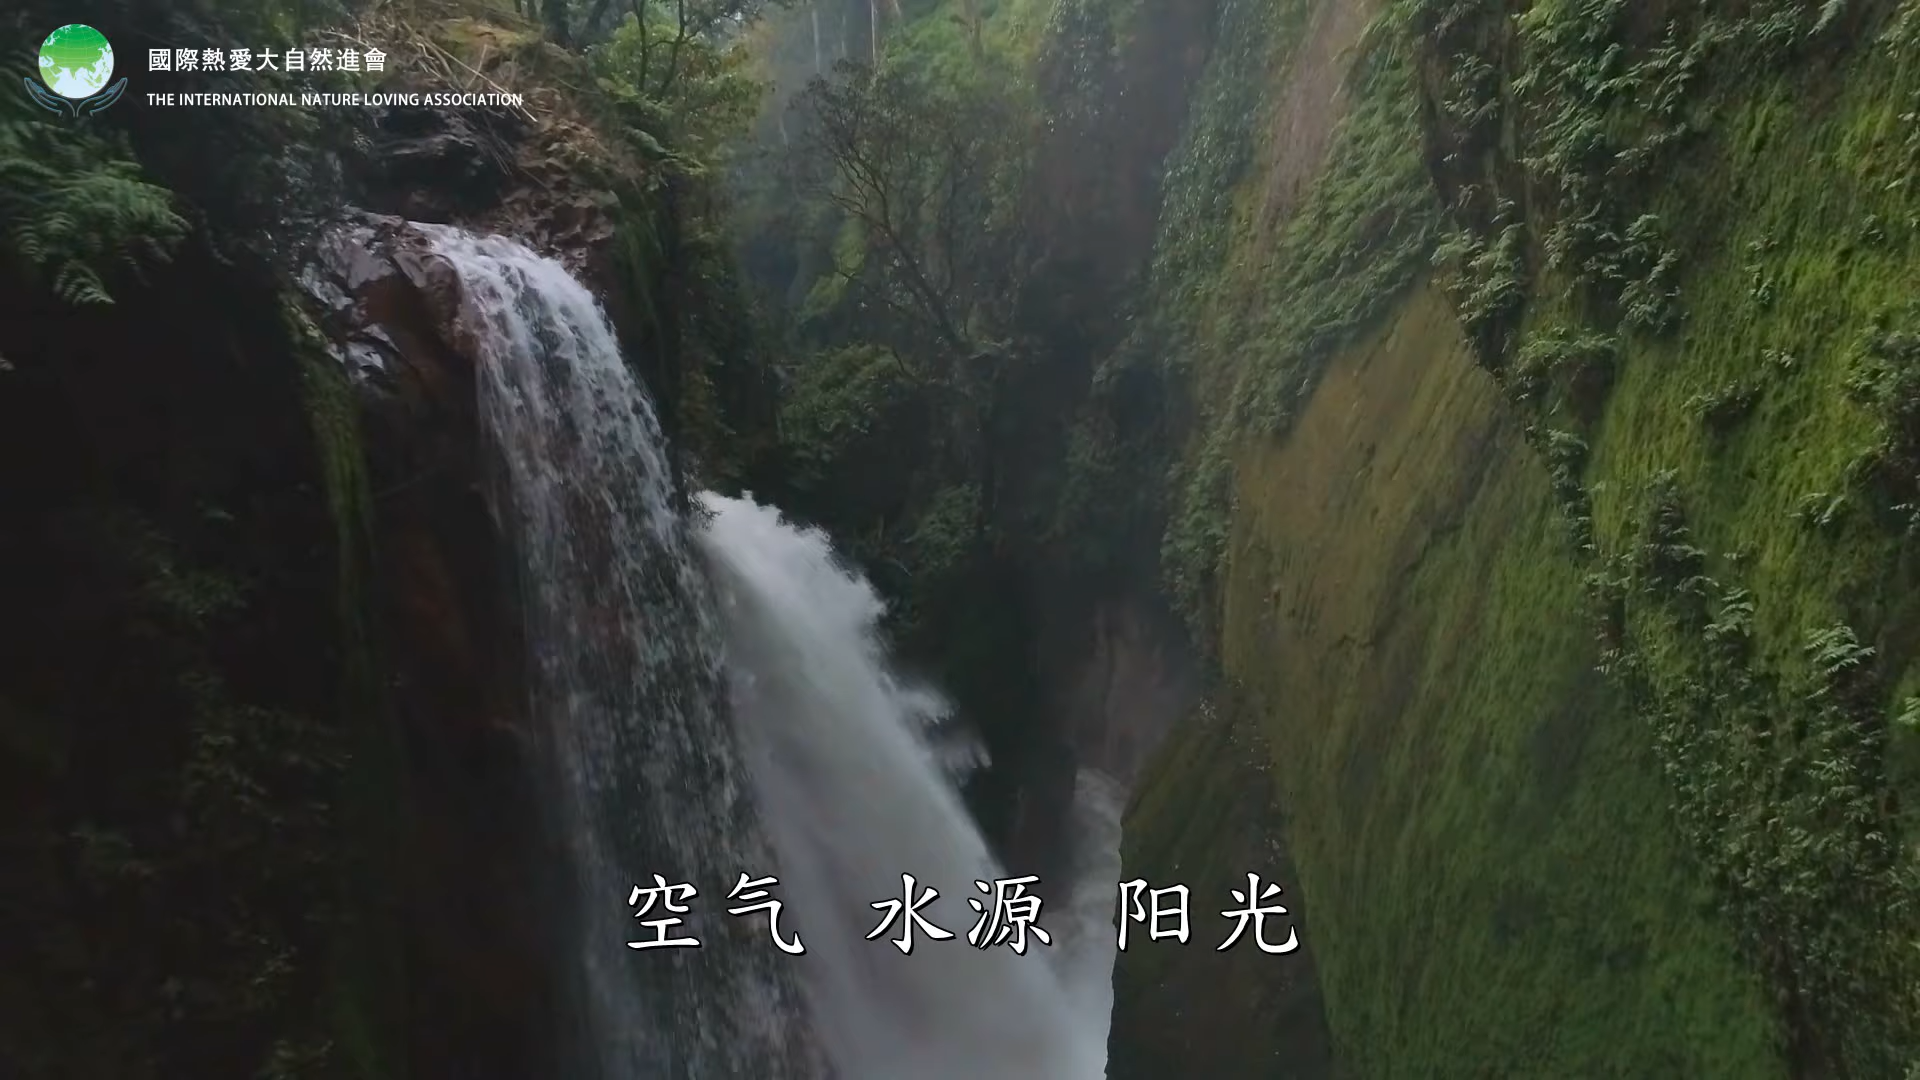 國際熱愛大自然進會
THE INTERNATIONAL NATURE LOVING ASSOCIATION
空气 水源 阳光